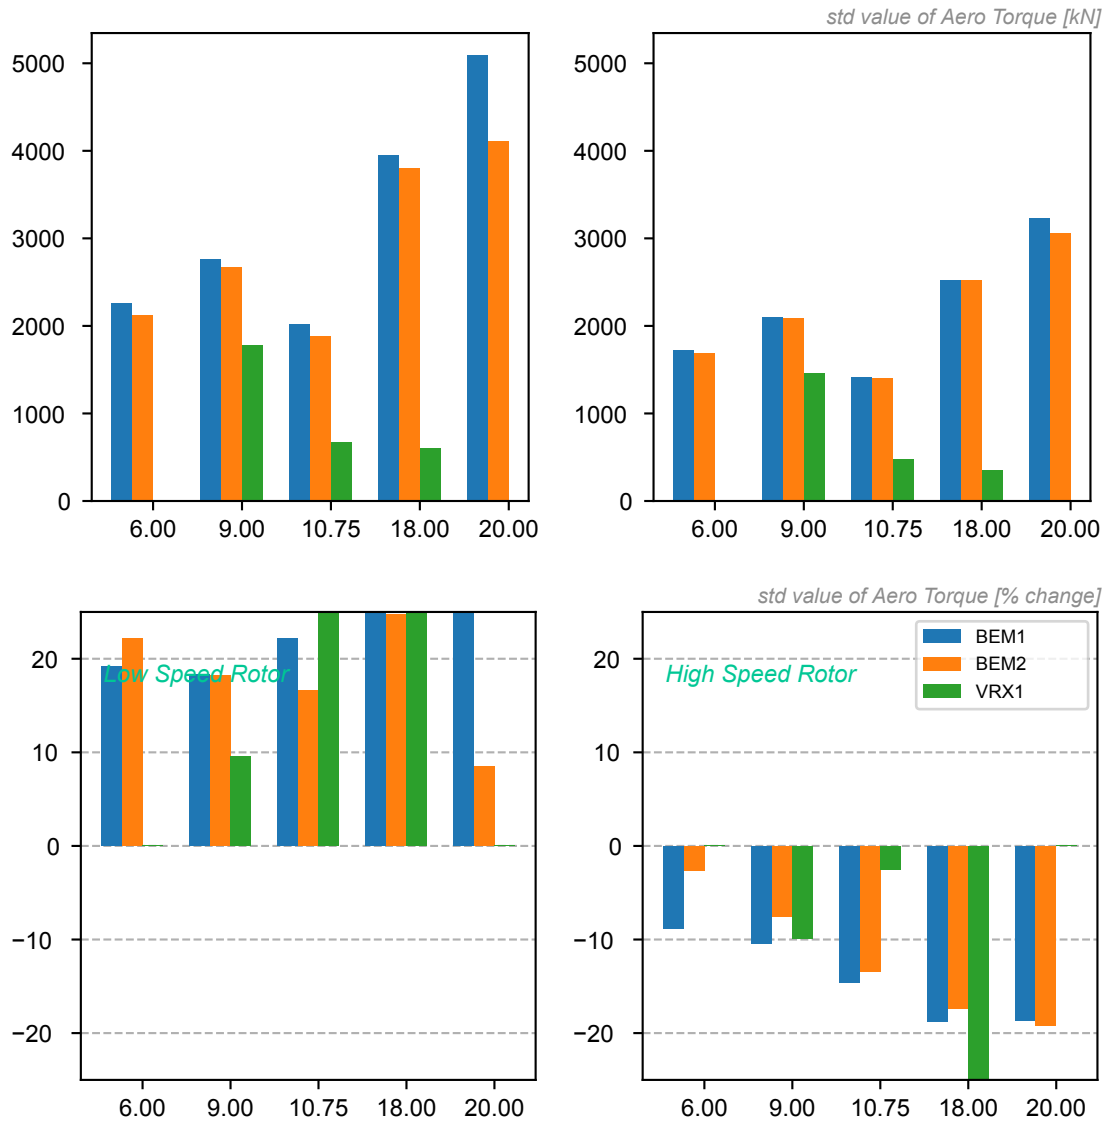 std value of Aero Torque [kN]
5000
4000
3000
2000
1000
0
6.00 9.00 10.75 18.00 20.00
5000
4000
3000
2000
1000
0
6.00 9.00 10.75 18.00 20.00
20
10
0
−10
−20
Low Speed Rotor
6.00 9.00 10.75 18.00 20.00
std value of Aero Torque [% change]
20
10
0
−10
−20
High Speed Rotor
BEM1
BEM2
VRX1
6.00 9.00 10.75 18.00 20.00